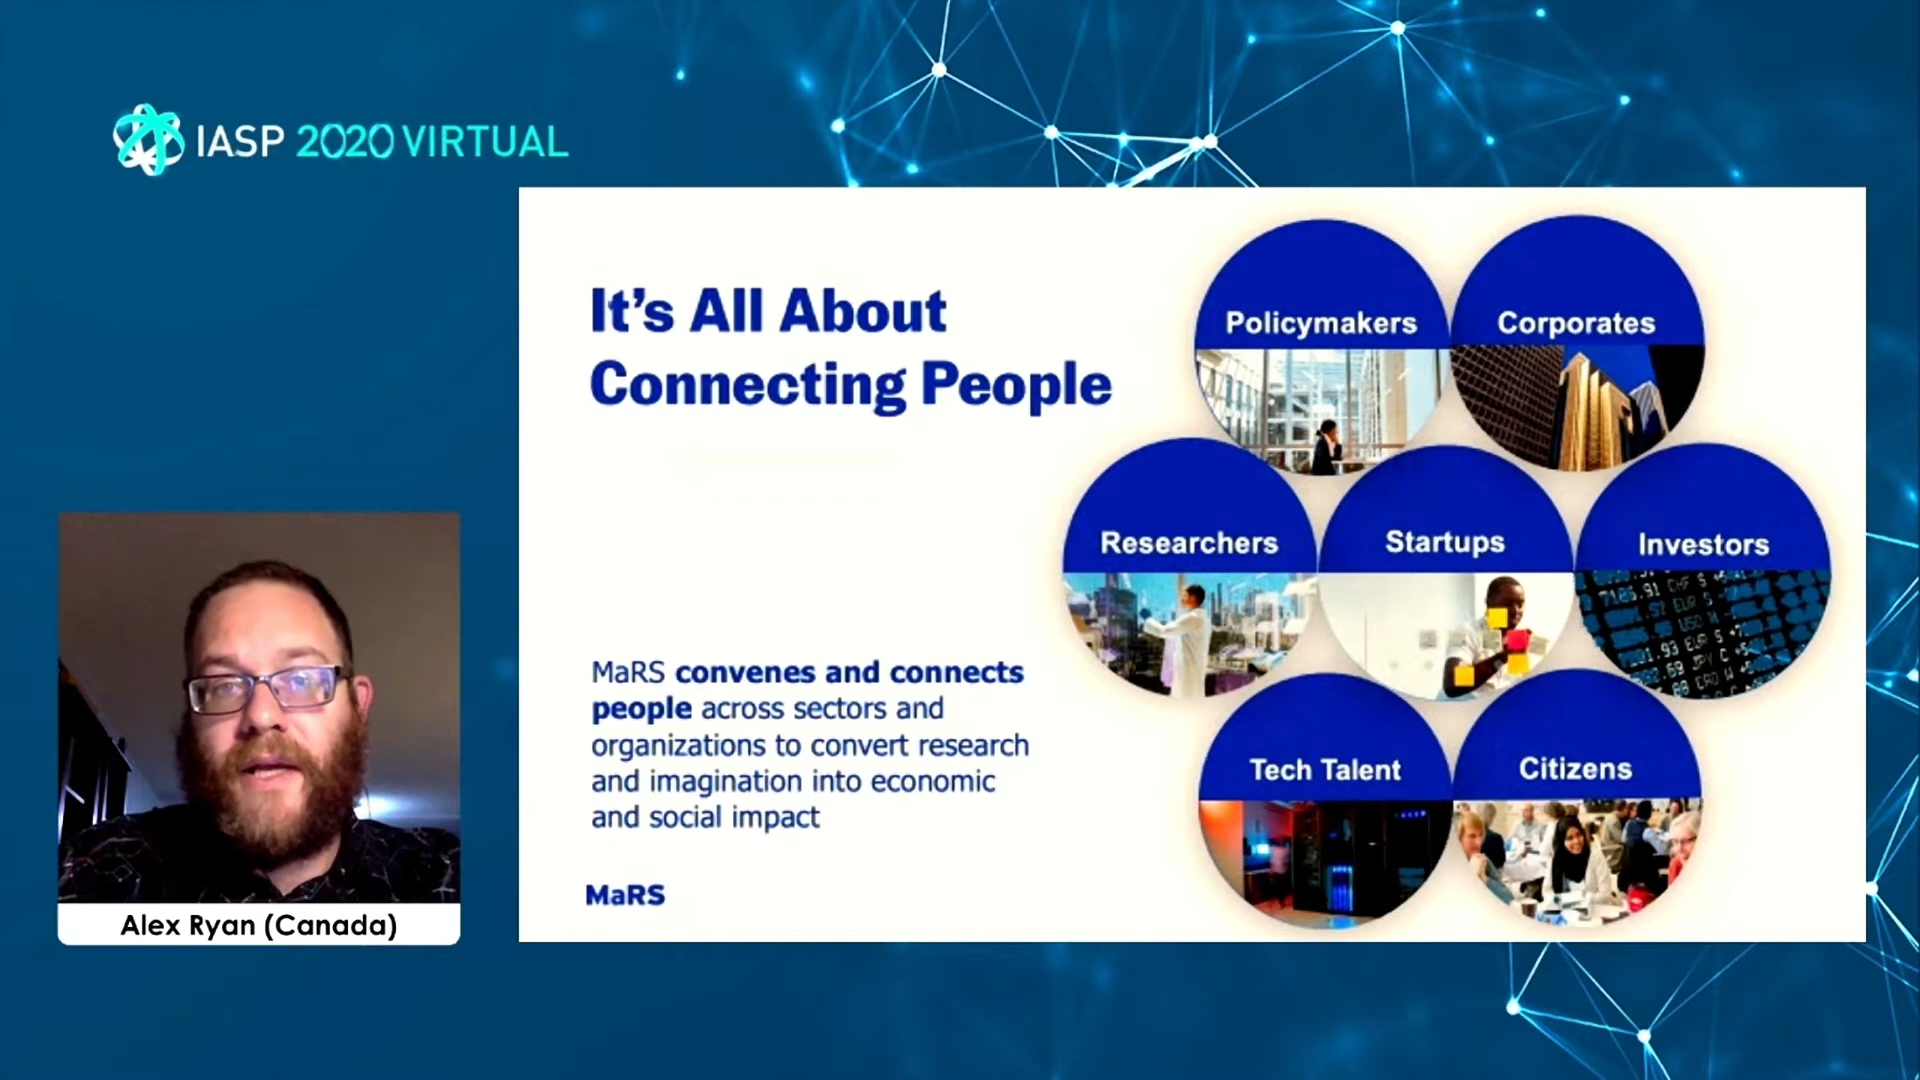 IASP 2020 VIRTUAL
It's All About
Connecting People
Policymakers
Corporates
Researchers
Startups
Investors
Tech Talent
Citizens
MaRS convenes and connects
people across sectors and
organizations to convert research
and imagination into economic
and social impact
MaRS
Alex Ryan (Canada)